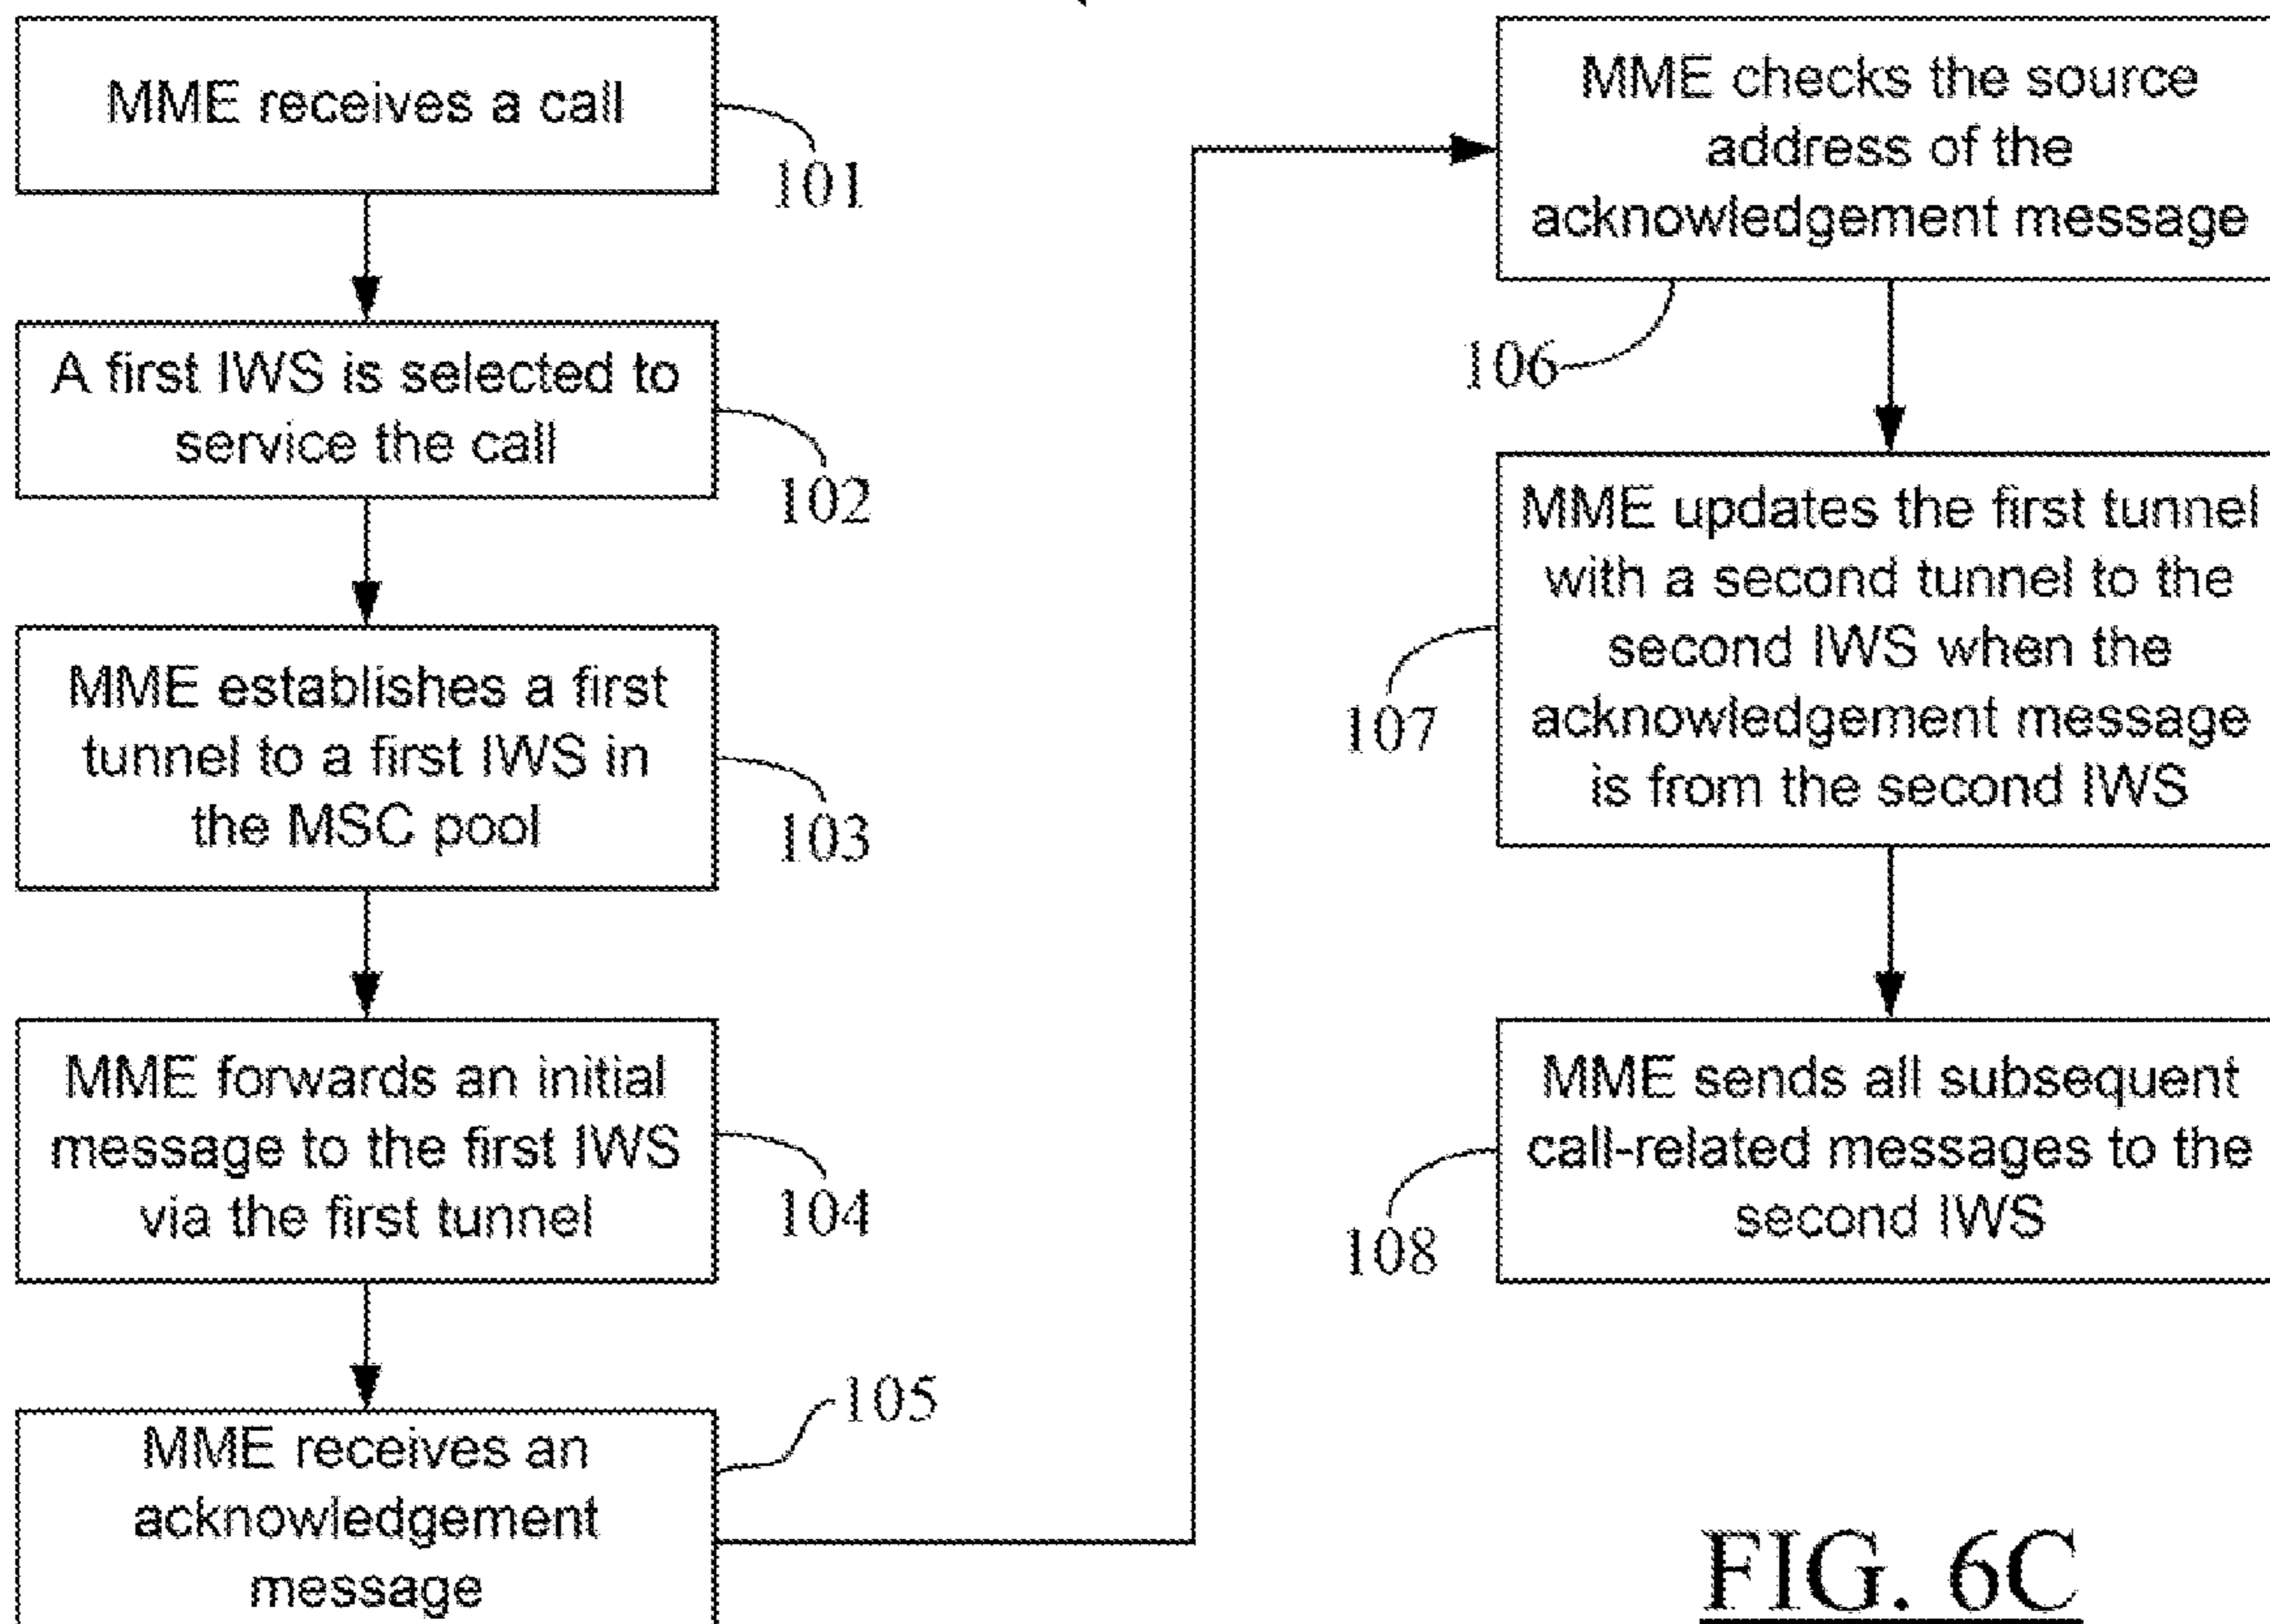 MME receives a call
101
A first IWS is selected to
service the call
102
MME establishes a first
tunnel to a first IWS in
the MSC pool
103
MME forwards an initial
message to the first IWS
via the first tunnel
104
MME receives an
acknowledgement
message
105
MME checks the source
address of the
acknowledgement message
106
MME updates the first tunnel
with a second tunnel to the
second IWS when the
acknowledgement message
is from the second IWS
107
MME sends all subsequent
call-related messages to the
second IWS
108
FIG. 6C